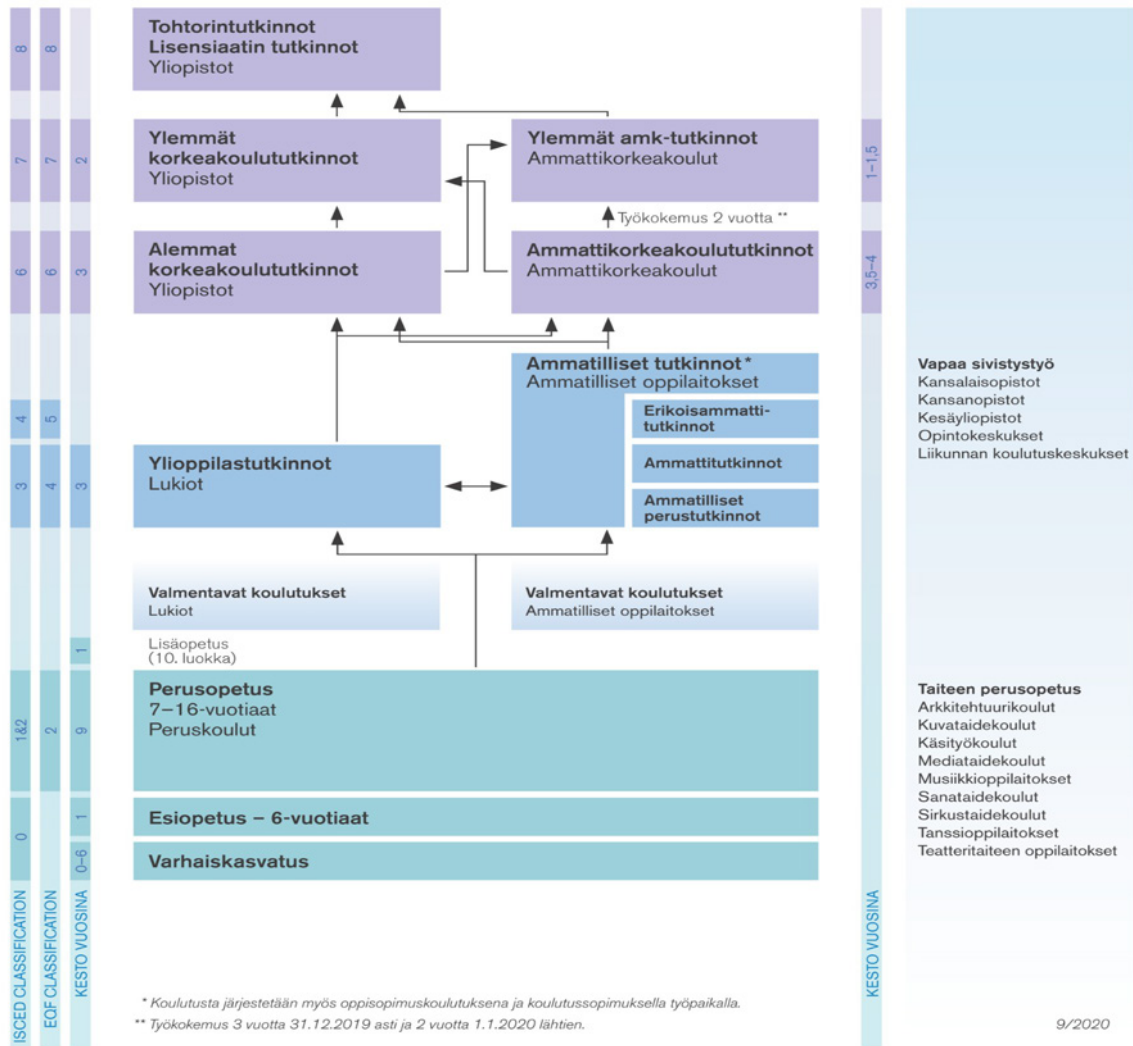 Tohtorintutkinnot
Lisensiaatin tutkinnot
Yliopistot
8
8
Ylemmät
korkeakoulututkinnot
Yliopistot
Ylemmät amk-tutkinnot
Ammattikorkeakoulut
7
7
2
1–1,5
Työkokemus 2 vuotta **
Alemmat
korkeakoulututkinnot
Yliopistot
Ammattikorkeakoulututkinnot
Ammattikorkeakoulut
6
6
3
3,5–4
Ammatilliset tutkinnot*
Ammatilliset oppilaitokset
Erikoisammatti-
tutkinnot
Ammattitutkinnot
Ammatilliset
perustutkinnot
4
5
Ylioppilastutkinnot
Lukiot
3
4
3
Valmentavat koulutukset
Lukiot
Valmentavat koulutukset
Ammatilliset oppilaitokset
Lisäopetus
(10. luokka)
1
Perusopetus
7–16-vuotiaat
Peruskoulut
1&2
2
9
Esiopetus – 6-vuotiaat
1
0
Varhaiskasvatus
0–6
ISCED CLASSIFICATION
EQF CLASSIFICATION
KESTO VUOSINA
KESTO VUOSINA
Vapaa sivistystyö
Kansalaisopistot
Kansanopistot
Kesäyliopistot
Opintokeskukset
Liikunnan koulutuskeskukset
Taiteen perusopetus
Arkkitehtuurikoulut
Kuvataidekoulut
Käsityökoulut
Mediataidekoulut
Musiikkioppilaitokset
Sanataidekoulut
Sirkustaidekoulut
Tanssioppilaitokset
Teatteritaiteen oppilaitokset
* Koulutusta järjestetään myös oppisopimuskoulutuksena ja koulutussopimuksella työpaikalla.
** Työkokemus 3 vuotta 31.12.2019 asti ja 2 vuotta 1.1.2020 lähtien.
9/2020